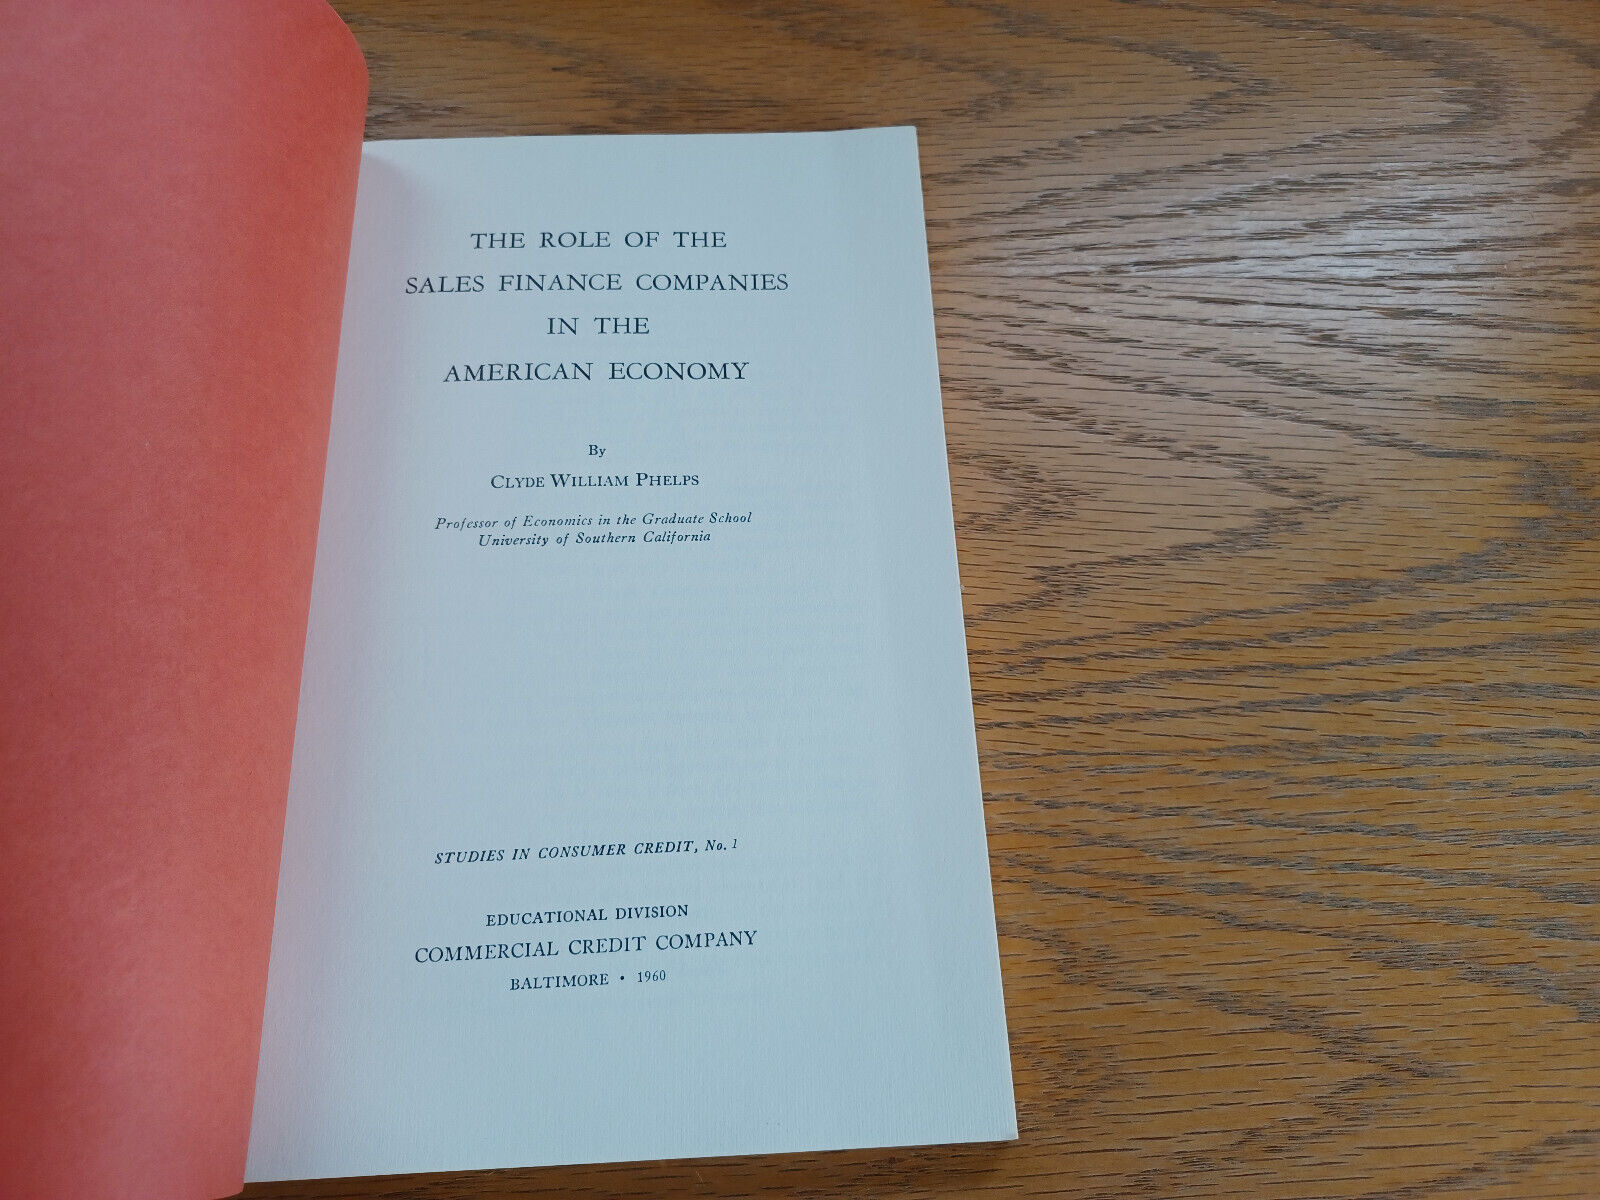 THE ROLE OF THE
SALES FINANCE COMPANIES
IN THE
AMERICAN ECONOMY
By
CLYDE WILLIAM PHELPS
Professor of Economics in the Graduate School
University of Southern California
STUDIES IN CONSUMER CREDIT, No. 1
EDUCATIONAL DIVISION
COMMERCIAL CREDIT COMPANY
BALTIMORE • 1960